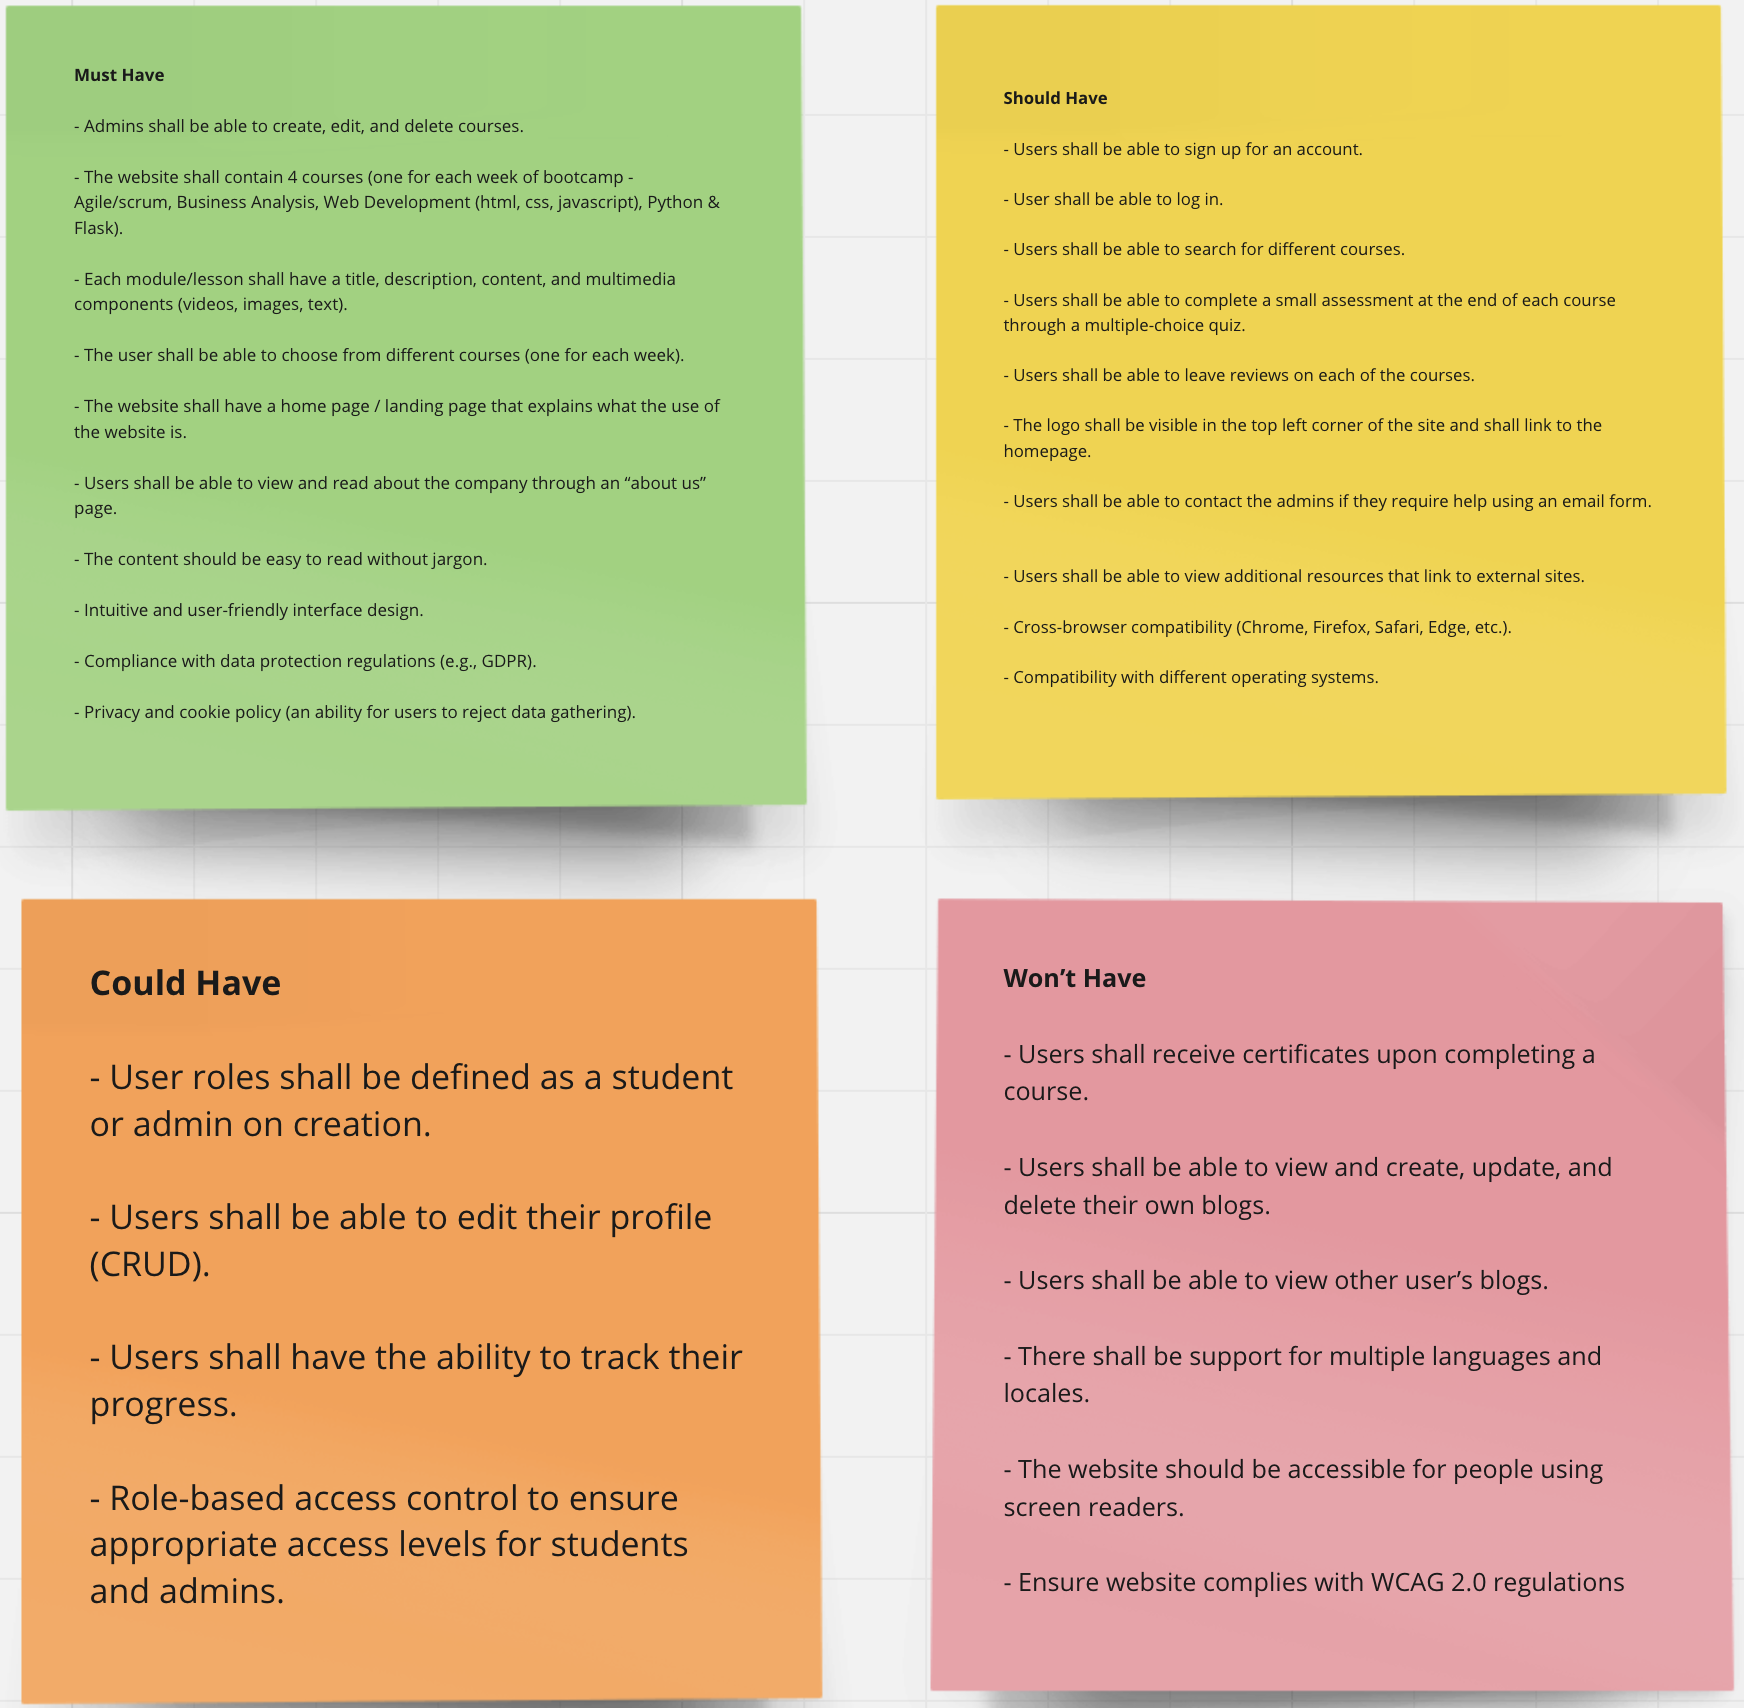 Must Have
- Admins shall be able to create, edit, and delete courses.
- The website shall contain 4 courses (one for each week of bootcamp -
Agile/scrum, Business Analysis, Web Development (html, css, javascript), Python &
Flask).
- Each module/lesson shall have a title, description, content, and multimedia
components (videos, images, text).
- The user shall be able to choose from different courses (one for each week).
- The website shall have a home page / landing page that explains what the use of
the website is.
- Users shall be able to view and read about the company through an “about us”
page.
- The content should be easy to read without jargon.
- Intuitive and user-friendly interface design.
- Compliance with data protection regulations (e.g., GDPR).
- Privacy and cookie policy (an ability for users to reject data gathering).
Should Have
- Users shall be able to sign up for an account.
- User shall be able to log in.
- Users shall be able to search for different courses.
- Users shall be able to complete a small assessment at the end of each course
through a multiple-choice quiz.
- Users shall be able to leave reviews on each of the courses.
- The logo shall be visible in the top left corner of the site and shall link to the
homepage.
- Users shall be able to contact the admins if they require help using an email form.
- Users shall be able to view additional resources that link to external sites.
- Cross-browser compatibility (Chrome, Firefox, Safari, Edge, etc.).
- Compatibility with different operating systems.
Could Have
- User roles shall be defined as a student
or admin on creation.
- Users shall be able to edit their profile
(CRUD).
- Users shall have the ability to track their
progress.
- Role-based access control to ensure
appropriate access levels for students
and admins.
Won’t Have
- Users shall receive certificates upon completing a
course.
- Users shall be able to view and create, update, and
delete their own blogs.
- Users shall be able to view other user’s blogs.
- There shall be support for multiple languages and
locales.
- The website should be accessible for people using
screen readers.
- Ensure website complies with WCAG 2.0 regulations